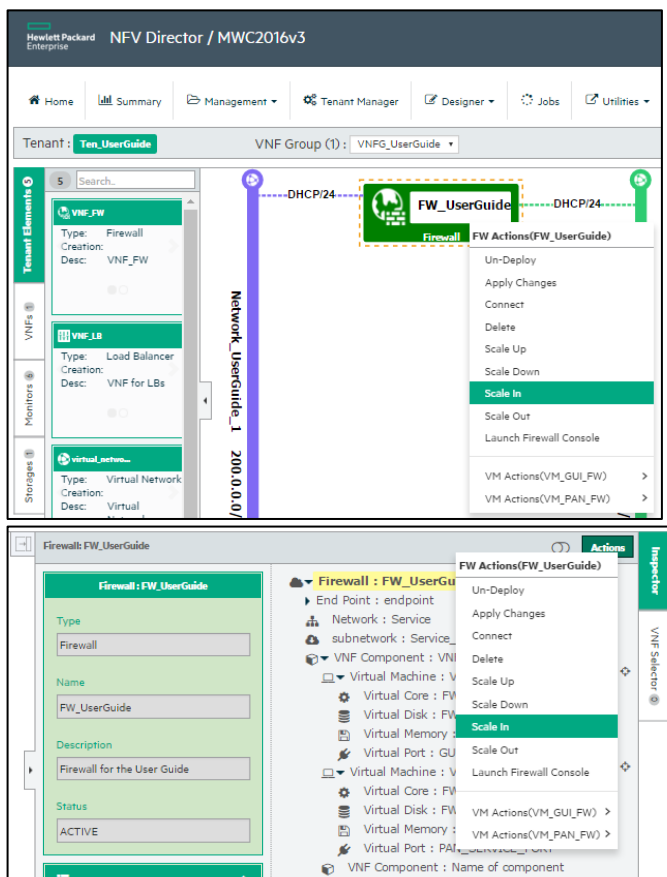 Hewlett Packard
Enterprise
NFV Director / MWC2016v3
Home
Summary
Management
Tenant Manager
Designer
Jobs
Utilities
Tenant : Ten_UserGuide
VNF Group (1) : VNFG_UserGuide
Tenant Elements 5
VNFs 1
Monitors 6
Storages 1
5 Search..
VNF_FW
Type: Firewall
Creation:
Desc: VNF_FW
VNF_LB
Type: Load Balancer
Creation:
Desc: VNF for LBs
virtual_netwo...
Type: Virtual Network
Creation:
Desc: Virtual
Network_UserGuide_1 200.0.0.0/
DHCP/24
FW_UserGuide
Firewall
DHCP/24
FW Actions(FW_UserGuide)
Un-Deploy
Apply Changes
Connect
Delete
Scale Up
Scale Down
Scale In
Scale Out
Launch Firewall Console
VM Actions(VM_GUI_FW) >
VM Actions(VM_PAN_FW) >
Firewall: FW_UserGuide
Actions
Inspector
VNF Selector 0
Firewall : FW_UserGuide
Type
Firewall
Name
FW_UserGuide
Description
Firewall for the User Guide
Status
ACTIVE
Firewall : FW_UserGu
End Point : endpoint
Network : Service
subnetwork : Service_
VNF Component : VN
Virtual Machine : V
Virtual Core : FW
Virtual Disk : FW
Virtual Memory :
Virtual Port : GU
Virtual Machine : V
Virtual Core : FW
Virtual Disk : FW
Virtual Memory :
Virtual Port : PAN_SERVICE_PORT
VNF Component : Name of component
FW Actions(FW_UserGuide)
Un-Deploy
Apply Changes
Connect
Delete
Scale Up
Scale Down
Scale In
Scale Out
Launch Firewall Console
VM Actions(VM_GUI_FW) >
VM Actions(VM_PAN_FW) >